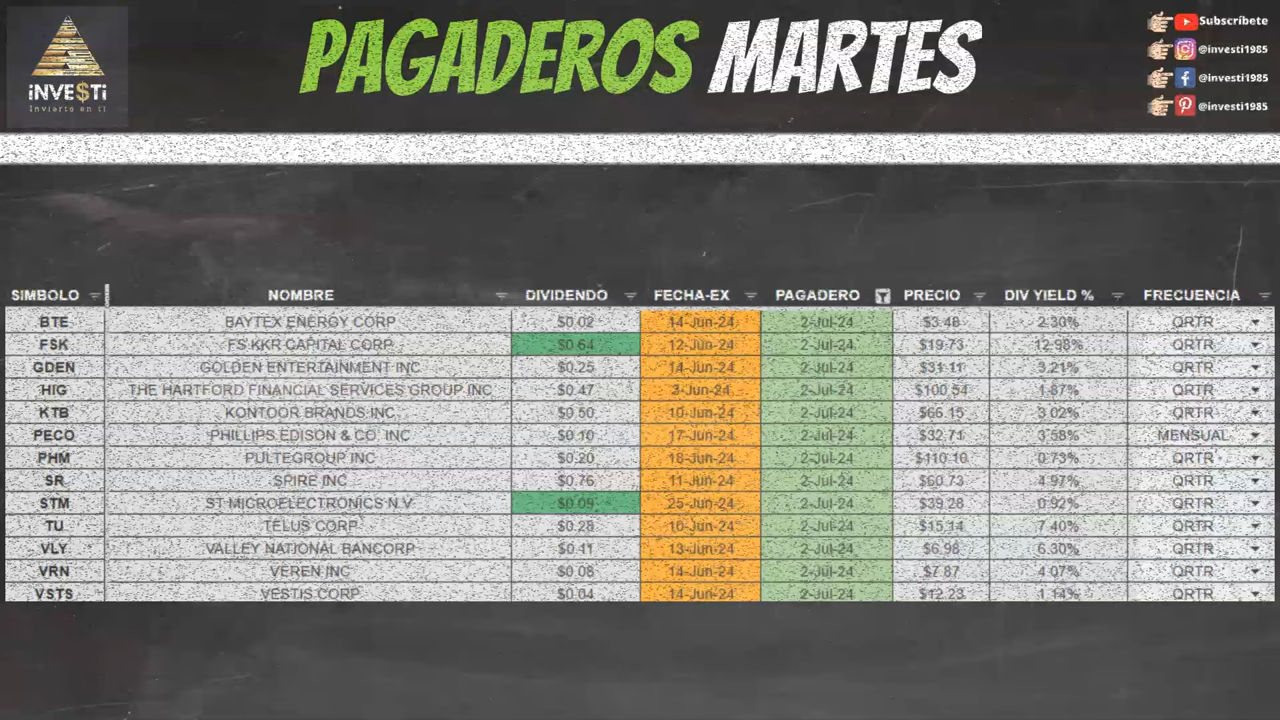 PAGADEROS MARTES
iNVE$Ti
Invierto en ti
Suscríbete
@investi1985
@investi1985
@investi1985
SIMBOLO NOMBRE DIVIDENDO FECHA-EX PAGADERO PRECIO DIV YIELD % FRECUENCIA
BTE BAYTEX ENERGY CORP $0.02 14-Jun-24 2-Jul-24 $3.48 2.30% QRTR
FSK FS KKR CAPITAL CORP $0.64 12-Jun-24 2-Jul-24 $19.73 12.98% QRTR
GDEN GOLDEN ENTERTAINMENT INC $0.25 14-Jun-24 2-Jul-24 $31.11 3.21% QRTR
HIG THE HARTFORD FINANCIAL SERVICES GROUP INC $0.47 3-Jun-24 2-Jul-24 $100.54 1.87% QRTR
KTB KONTOOR BRANDS INC $0.50 10-Jun-24 2-Jul-24 $66.15 3.02% QRTR
PECO PHILLIPS EDISON & CO. INC $0.10 17-Jun-24 2-Jul-24 $32.71 3.58% MENSUAL
PHM PULTEGROUP INC $0.20 18-Jun-24 2-Jul-24 $110.10 0.73% QRTR
SR SPIRE INC $0.76 11-Jun-24 2-Jul-24 $60.73 4.97% QRTR
STM ST MICROELECTRONICS N.V $0.09 25-Jun-24 2-Jul-24 $39.28 0.92% QRTR
TU TELUS CORP $0.28 10-Jun-24 2-Jul-24 $15.14 7.40% QRTR
VLY VALLEY NATIONAL BANCORP $0.11 13-Jun-24 2-Jul-24 $6.98 6.30% QRTR
VRN VEREN INC $0.08 14-Jun-24 2-Jul-24 $7.87 4.07% QRTR
VSTS VESTIS CORP $0.04 14-Jun-24 2-Jul-24 $12.23 1.14% QRTR